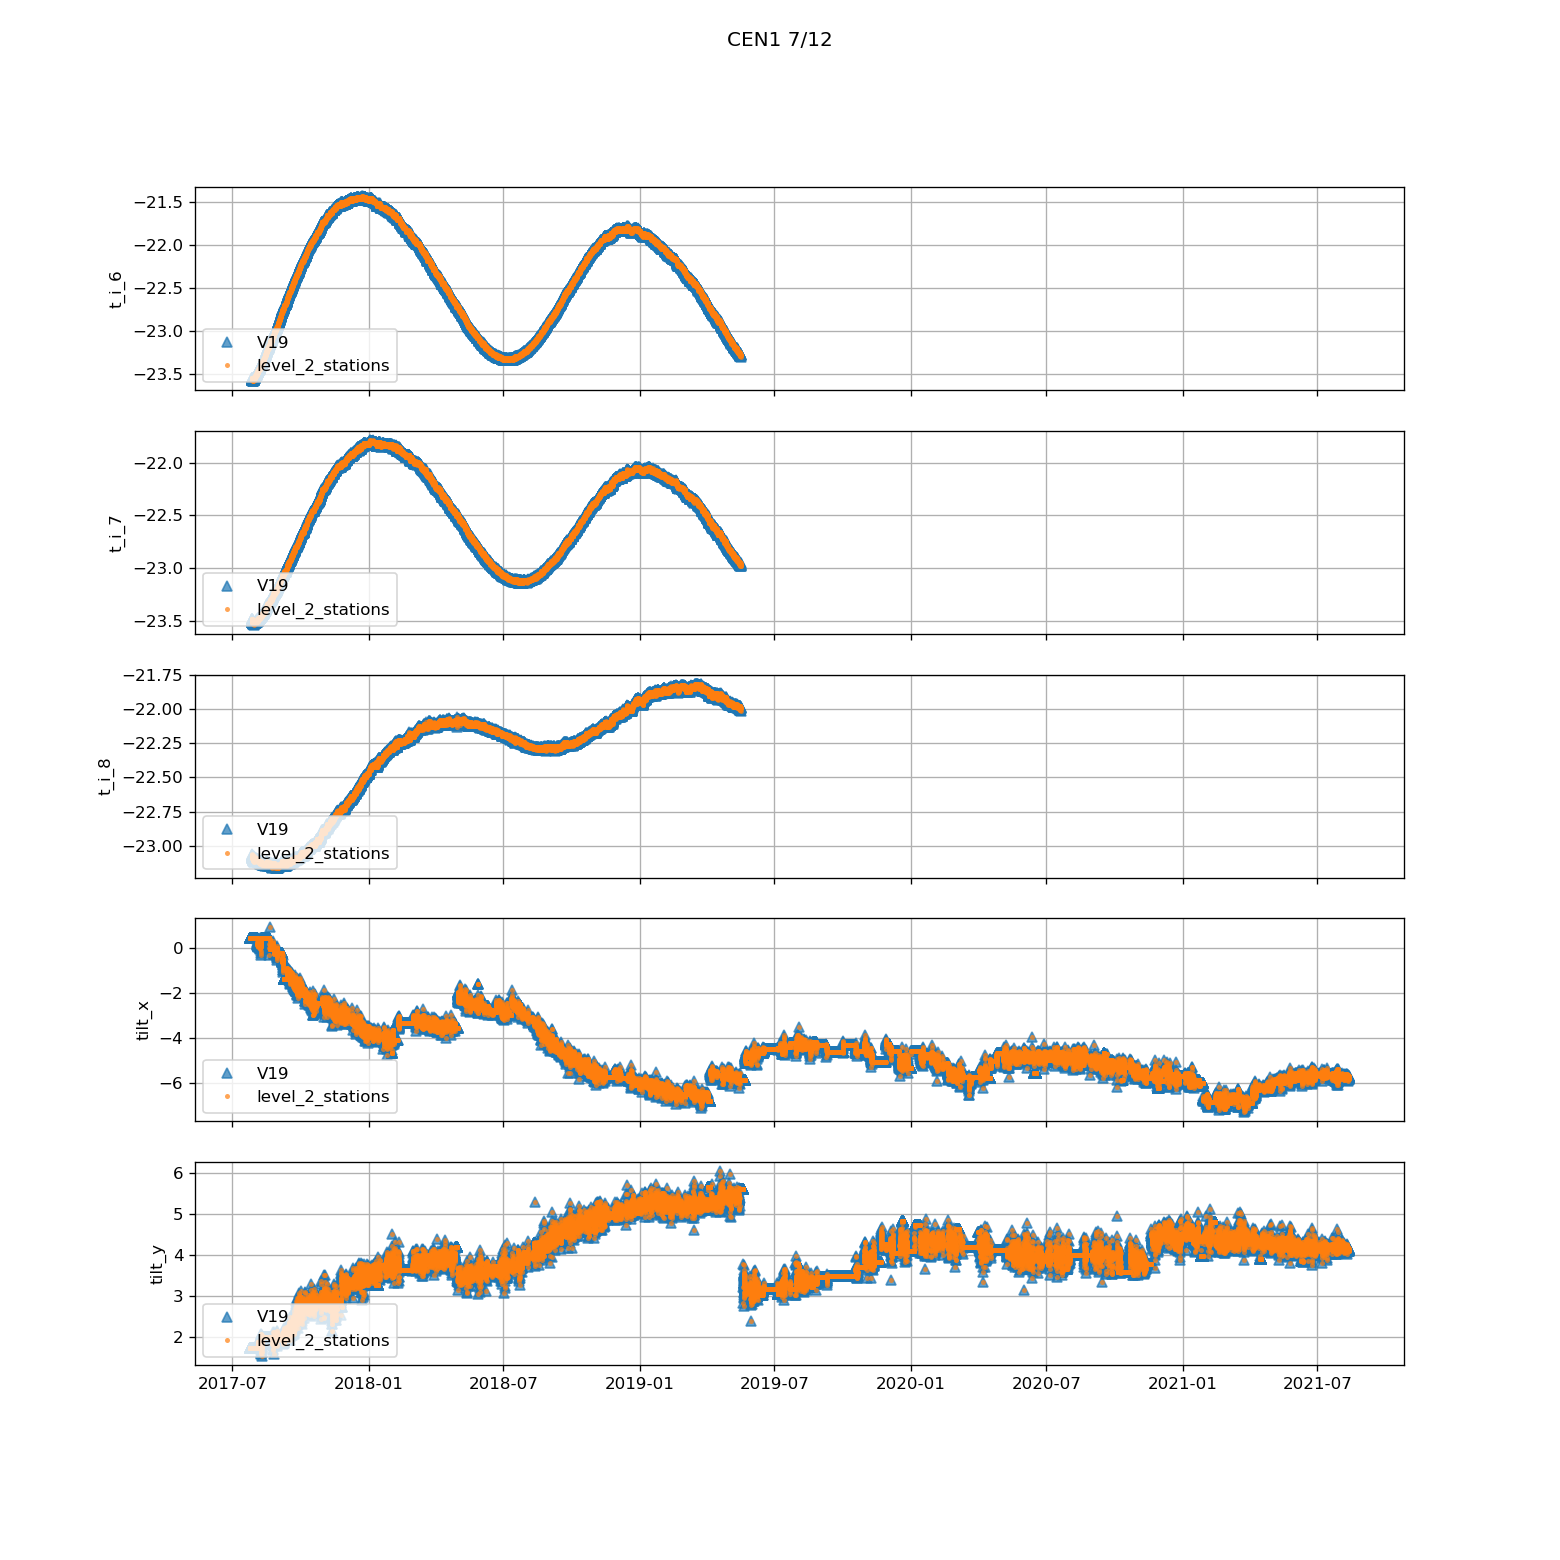 CEN1 7/12
−21.5
−22.0
−22.5
−23.0
−23.5
t_i_6
V19
level_2_stations
−22.0
−22.5
−23.0
−23.5
t_i_7
V19
level_2_stations
−21.75
−22.00
−22.25
−22.50
−22.75
−23.00
t_i_8
V19
level_2_stations
0
−2
−4
−6
tilt_x
V19
level_2_stations
6
5
4
3
2
tilt_y
V19
level_2_stations
2017-07 2018-01 2018-07 2019-01 2019-07 2020-01 2020-07 2021-01 2021-07